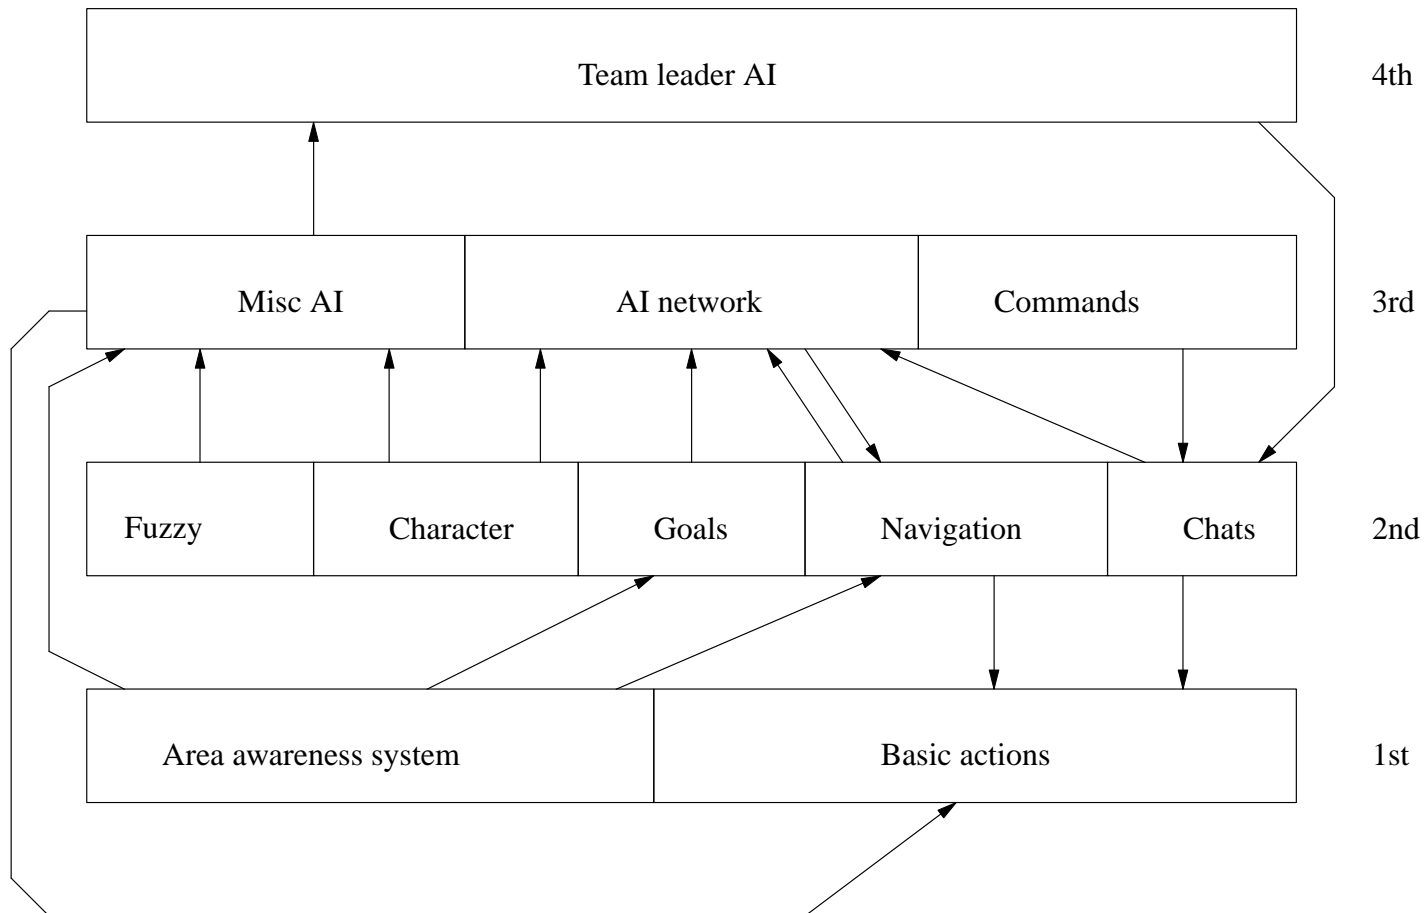 Team leader AI 4th
Misc AI AI network Commands 3rd
Fuzzy Character Goals Navigation Chats 2nd
Area awareness system Basic actions 1st